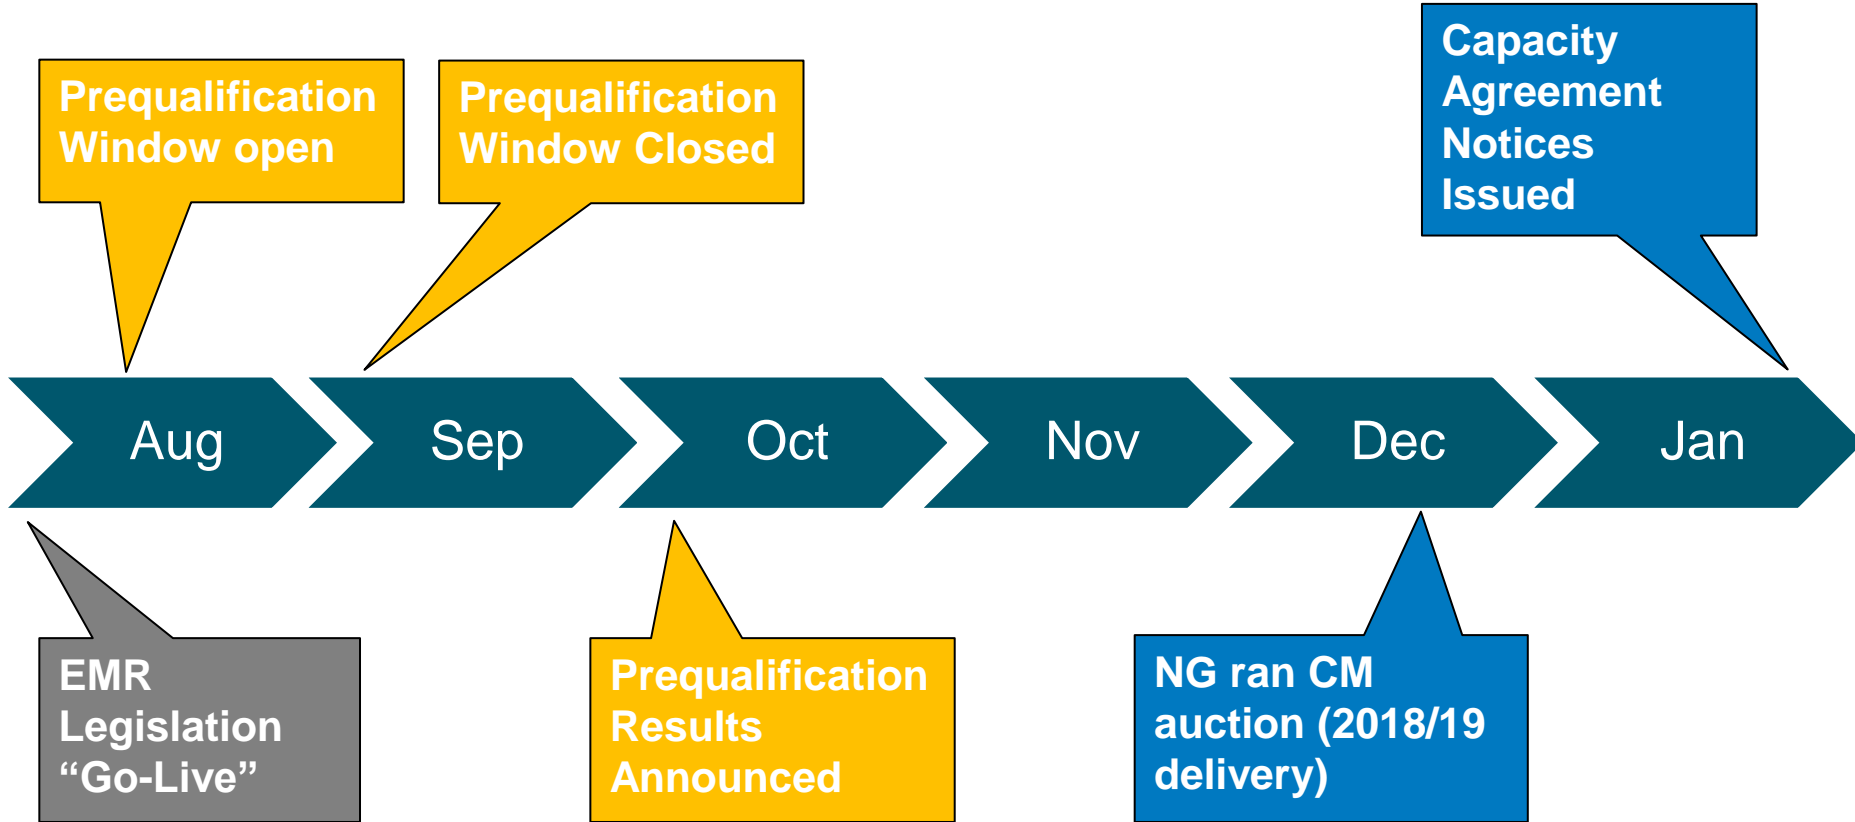 Prequalification
Window open
Prequalification
Window Closed
Capacity
Agreement
Notices
Issued
Aug
Sep
Oct
Nov
Dec
Jan
EMR
Legislation
“Go-Live”
Prequalification
Results
Announced
NG ran CM
auction (2018/19
delivery)